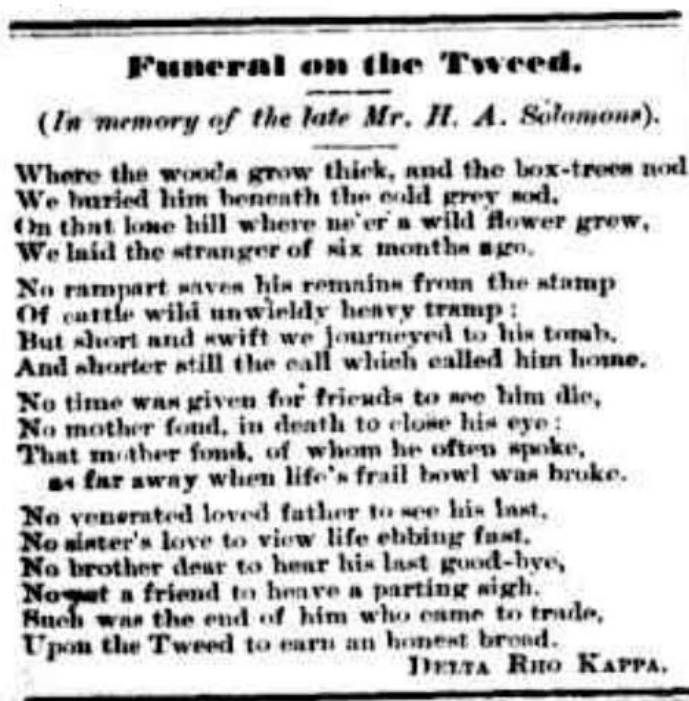 Funeral on the Tweed.
(In memory of the late Mr. H. A. Solomons).
Where the woods grow thick, and the box-trees nod
We buried him beneath the cold grey sod,
On that lone hill where ne'er a wild flower grew,
We laid the stranger of six months ago.
No rampart saves his remains from the stamp
Of cattle wild unwieldy heavy tramp;
But short and swift we journeyed to his tomb,
And shorter still the call which called him home.
No time was given for friends to see him die,
No mother fond, in death to close his eye:
That mother fond, of whom he often spoke,
as far away when life's frail bowl was broke.
No venerated loved father to see his last,
No sister's love to view life ebbing fast,
No brother dear to hear his last good-bye,
No a friend to heave a parting sigh.
Such was the end of him who came to trade,
Upon the Tweed to earn an honest bread.
DELTA RHO KAPPA.